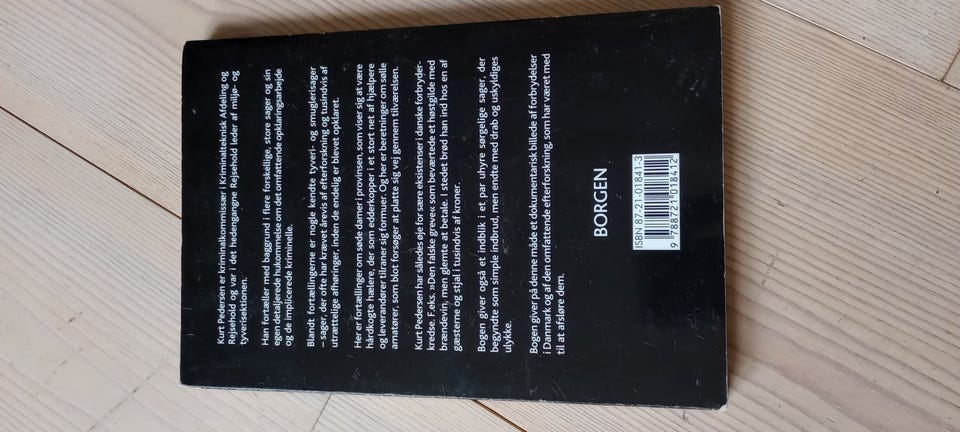 Kurt Pedersen er kriminalkommissær i Kriminalteknisk Afdeling og
Rejsehold og var i det hedengangne Rejsehold leder af miljø- og
tyverisektionen.
Han fortæller med baggrund i flere forskellige, store sager og sin
egen detaljerede hukommelse om det omfattende opklaringsarbejde
og de implicerede kriminelle.
Blandt fortællingerne er nogle kendte tyveri- og smuglerisager
– sager, der ofte har krævet årevis af efterforskning og tusindvis af
utrættelige afhøringer, inden de endelig er blevet opklaret.
Her er fortællinger om søde damer i provinsen, som viser sig at være
hårdkogte hælere, der som edderkopper i et stort net af hjælpere
og leverandører tilraner sig formuer. Og her er beretninger om sølle
amatører, som blot forsøger at platte sig vej gennem tilværelsen.
Kurt Pedersen har således øje for sære eksistenser i danske forbryder-
kredse. F.eks. »Den falske greve« som beværtede et høstgilde med
brændevin, men glemte at betale. I stedet brød han ind hos en af
gæsterne og stjal i tusindvis af kroner.
Bogen giver også et indblik i et par uhyre sørgelige sager, der
begyndte som simple indbrud, men endte med drab og uskyldiges
ulykke.
Bogen giver på denne måde et dokumentarisk billede af forbrydelser
i Danmark og af den omfattende efterforskning, som har været med
til at afsløre dem.
BORGEN
ISBN 87-21-01841-3
9 788721 018412